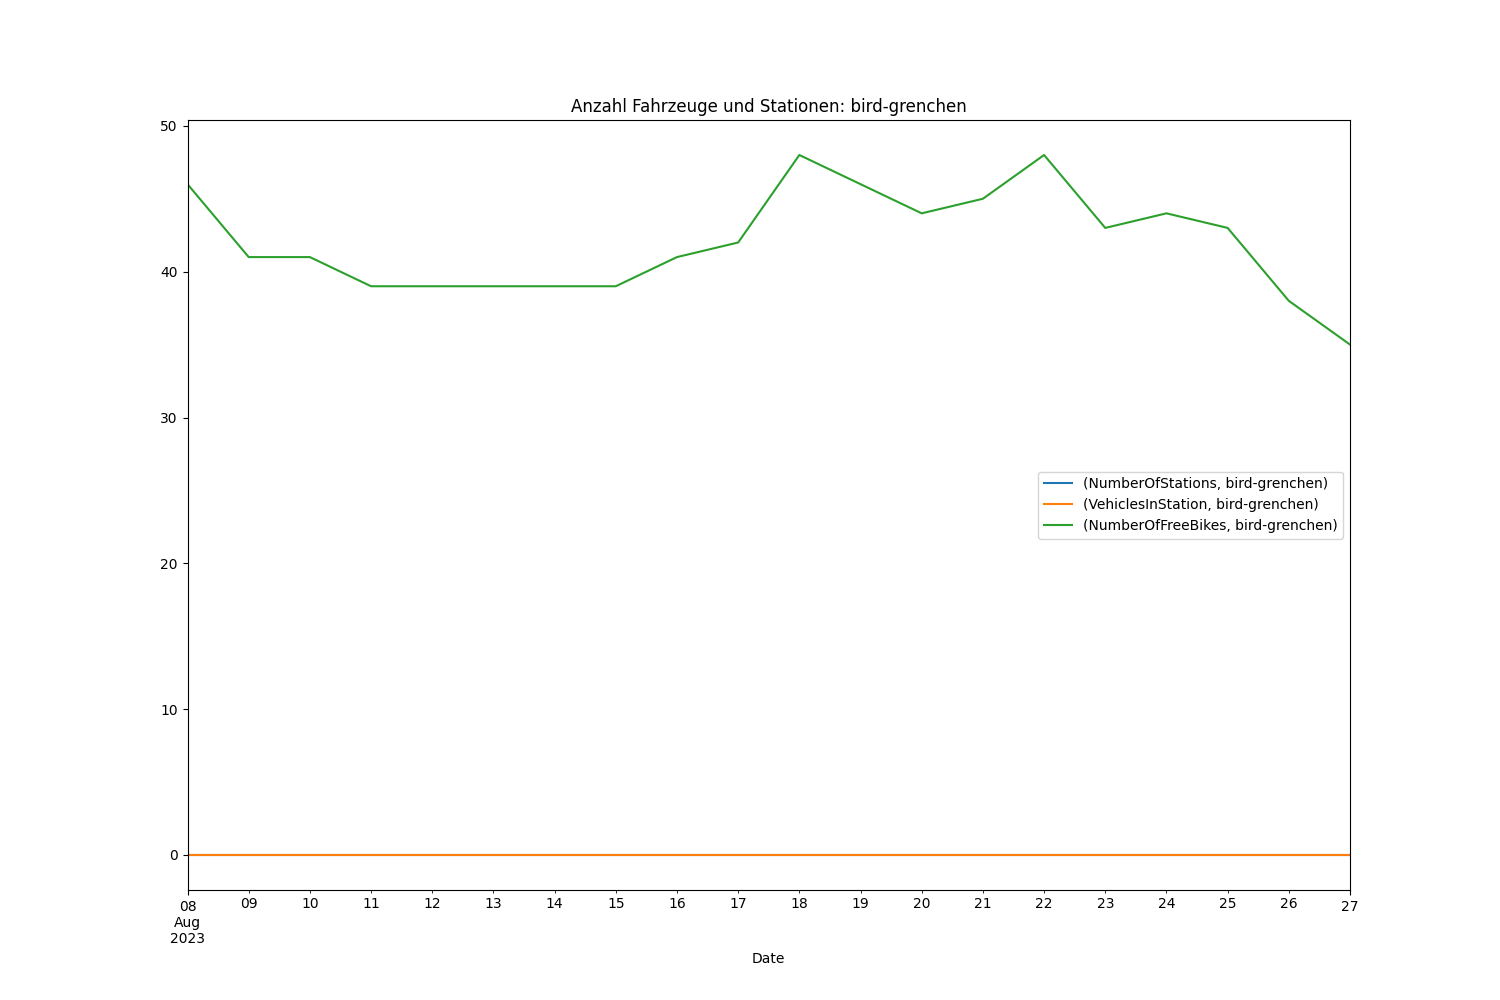 Anzahl Fahrzeuge und Stationen: bird-grenchen
50
40
30
20
10
0
(NumberOfStations, bird-grenchen)
(VehiclesInStation, bird-grenchen)
(NumberOfFreeBikes, bird-grenchen)
08 09 10 11 12 13 14 15 16 17 18 19 20 21 22 23 24 25 26 27
Aug
2023
Date